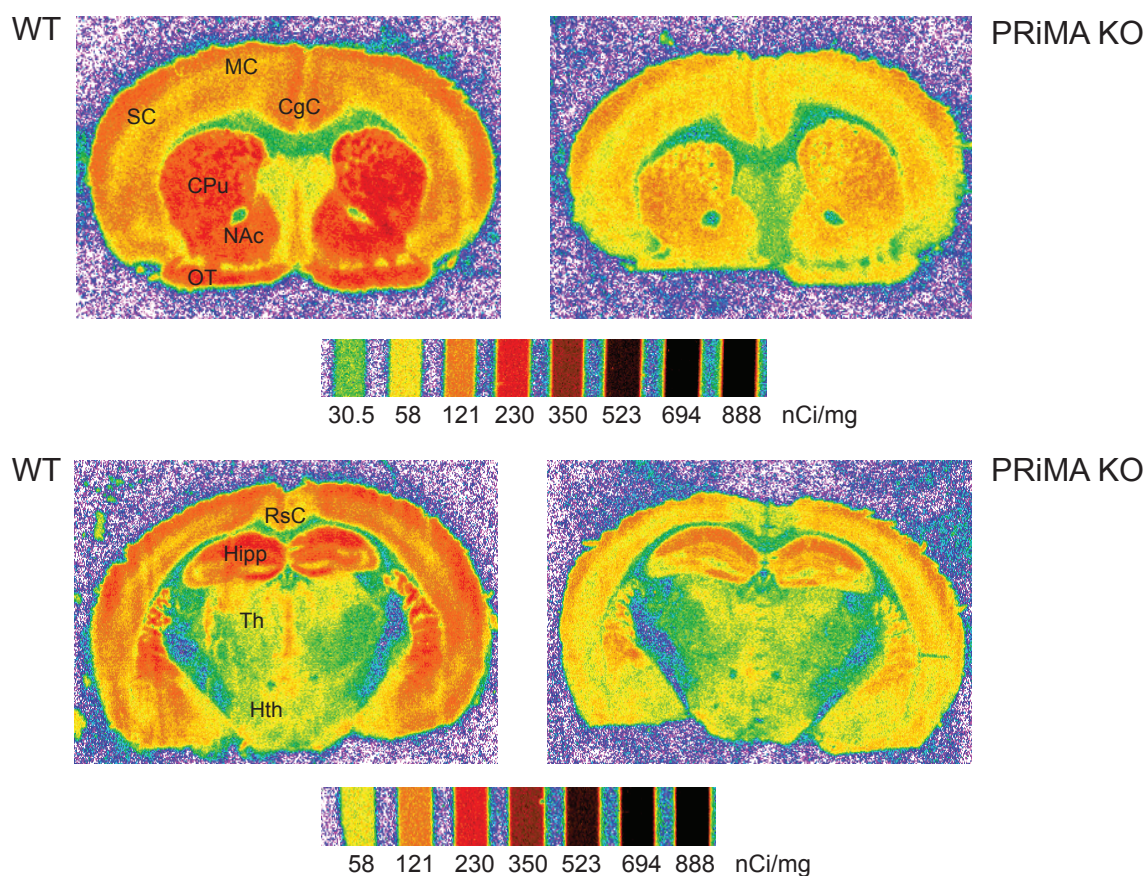 WT
PRiMA KO
MC
SC
CgC
CPu
NAc
OT
30.5 58 121 230 350 523 694 888 nCi/mg
WT
PRiMA KO
RsC
Hipp
Th
Hth
58 121 230 350 523 694 888 nCi/mg